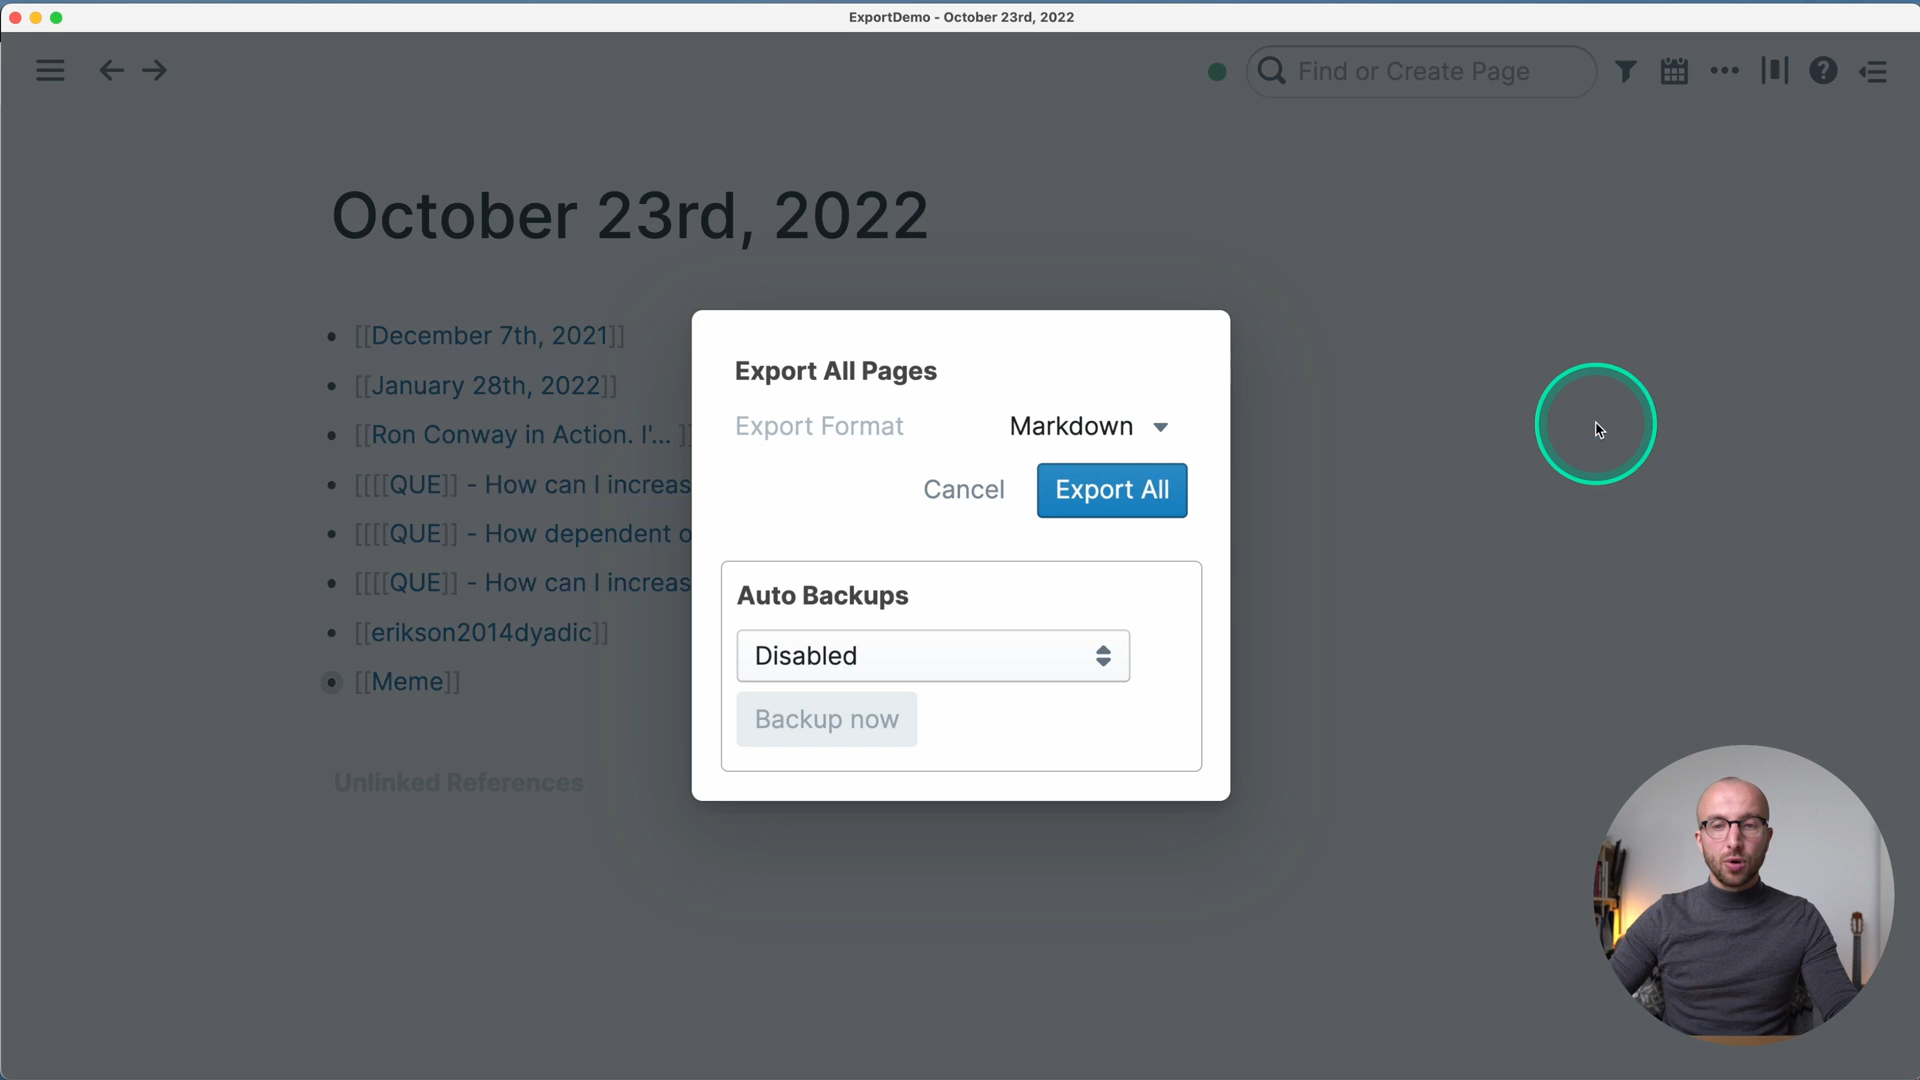 ExportDemo - October 23rd, 2022
Find or Create Page
October 23rd, 2022
[[December 7th, 2021]]
[[January 28th, 2022]]
[[Ron Conway in Action. I'... ]]
[[[[QUE]] - How can I increas
[[[[QUE]] - How dependent o
[[[[QUE]] - How can I increas
[[erikson2014dyadic]]
[[Meme]]
Unlinked References
Export All Pages
Export Format Markdown
Cancel Export All
Auto Backups
Disabled
Backup now